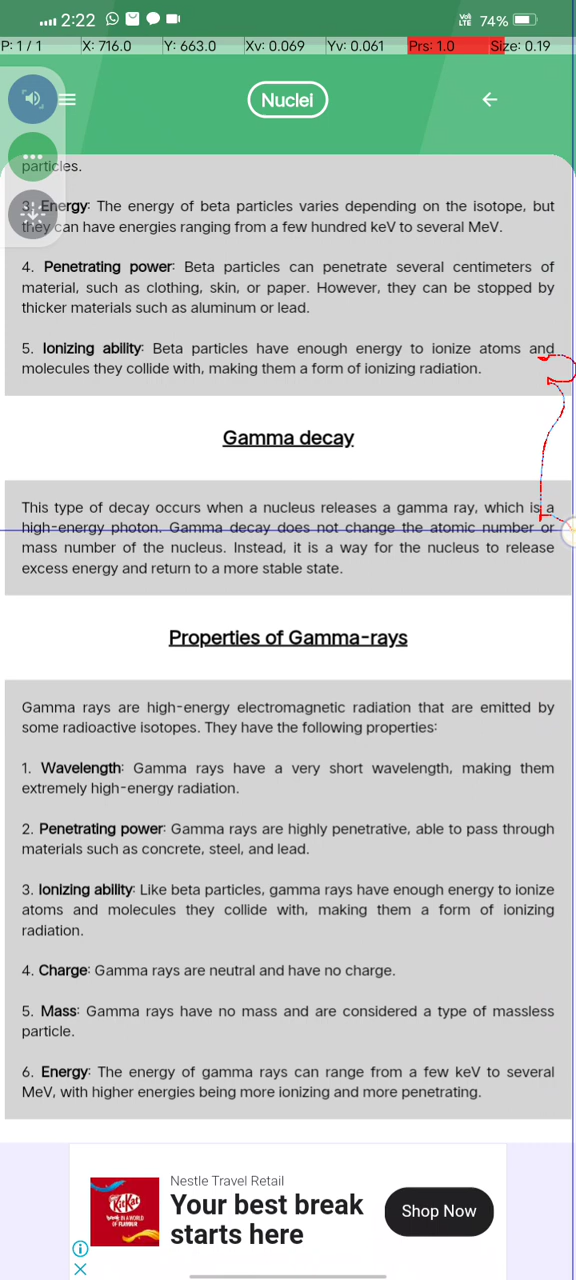 2:22
74%
P: 1 / 1
X: 716.0
Y: 663.0
Xv: 0.069
Yv: 0.061
Prs: 1.0
Size: 0.19
Nuclei
particles.
3. Energy: The energy of beta particles varies depending on the isotope, but
they can have energies ranging from a few hundred keV to several MeV.
4. Penetrating power: Beta particles can penetrate several centimeters of
material, such as clothing, skin, or paper. However, they can be stopped by
thicker materials such as aluminum or lead.
5. Ionizing ability: Beta particles have enough energy to ionize atoms and
molecules they collide with, making them a form of ionizing radiation.
Gamma decay
This type of decay occurs when a nucleus releases a gamma ray, which is a
high-energy photon. Gamma decay does not change the atomic number or
mass number of the nucleus. Instead, it is a way for the nucleus to release
excess energy and return to a more stable state.
Properties of Gamma-rays
Gamma rays are high-energy electromagnetic radiation that are emitted by
some radioactive isotopes. They have the following properties:
1. Wavelength: Gamma rays have a very short wavelength, making them
extremely high-energy radiation.
2. Penetrating power: Gamma rays are highly penetrative, able to pass through
materials such as concrete, steel, and lead.
3. Ionizing ability: Like beta particles, gamma rays have enough energy to ionize
atoms and molecules they collide with, making them a form of ionizing
radiation.
4. Charge: Gamma rays are neutral and have no charge.
5. Mass: Gamma rays have no mass and are considered a type of massless
particle.
6. Energy: The energy of gamma rays can range from a few keV to several
MeV, with higher energies being more ionizing and more penetrating.
Nestle Travel Retail
Your best break
starts here
Shop Now
KitKat